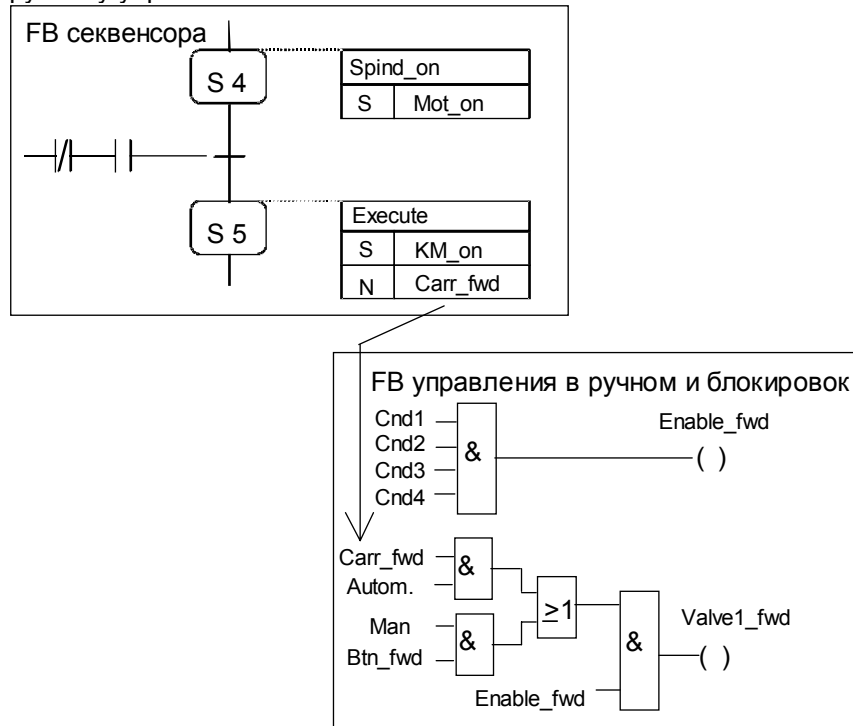 FB секвенсора
S 4
Spind_on
S Mot_on
S 5
Execute
S KM_on
N Carr_fwd
FB управления в ручном и блокировок
Cnd1
Cnd2
Cnd3
Cnd4
&
Enable_fwd
( )
Carr_fwd
Autom.
&
Man
Btn_fwd
&
≥1
&
Valve1_fwd
( )
Enable_fwd